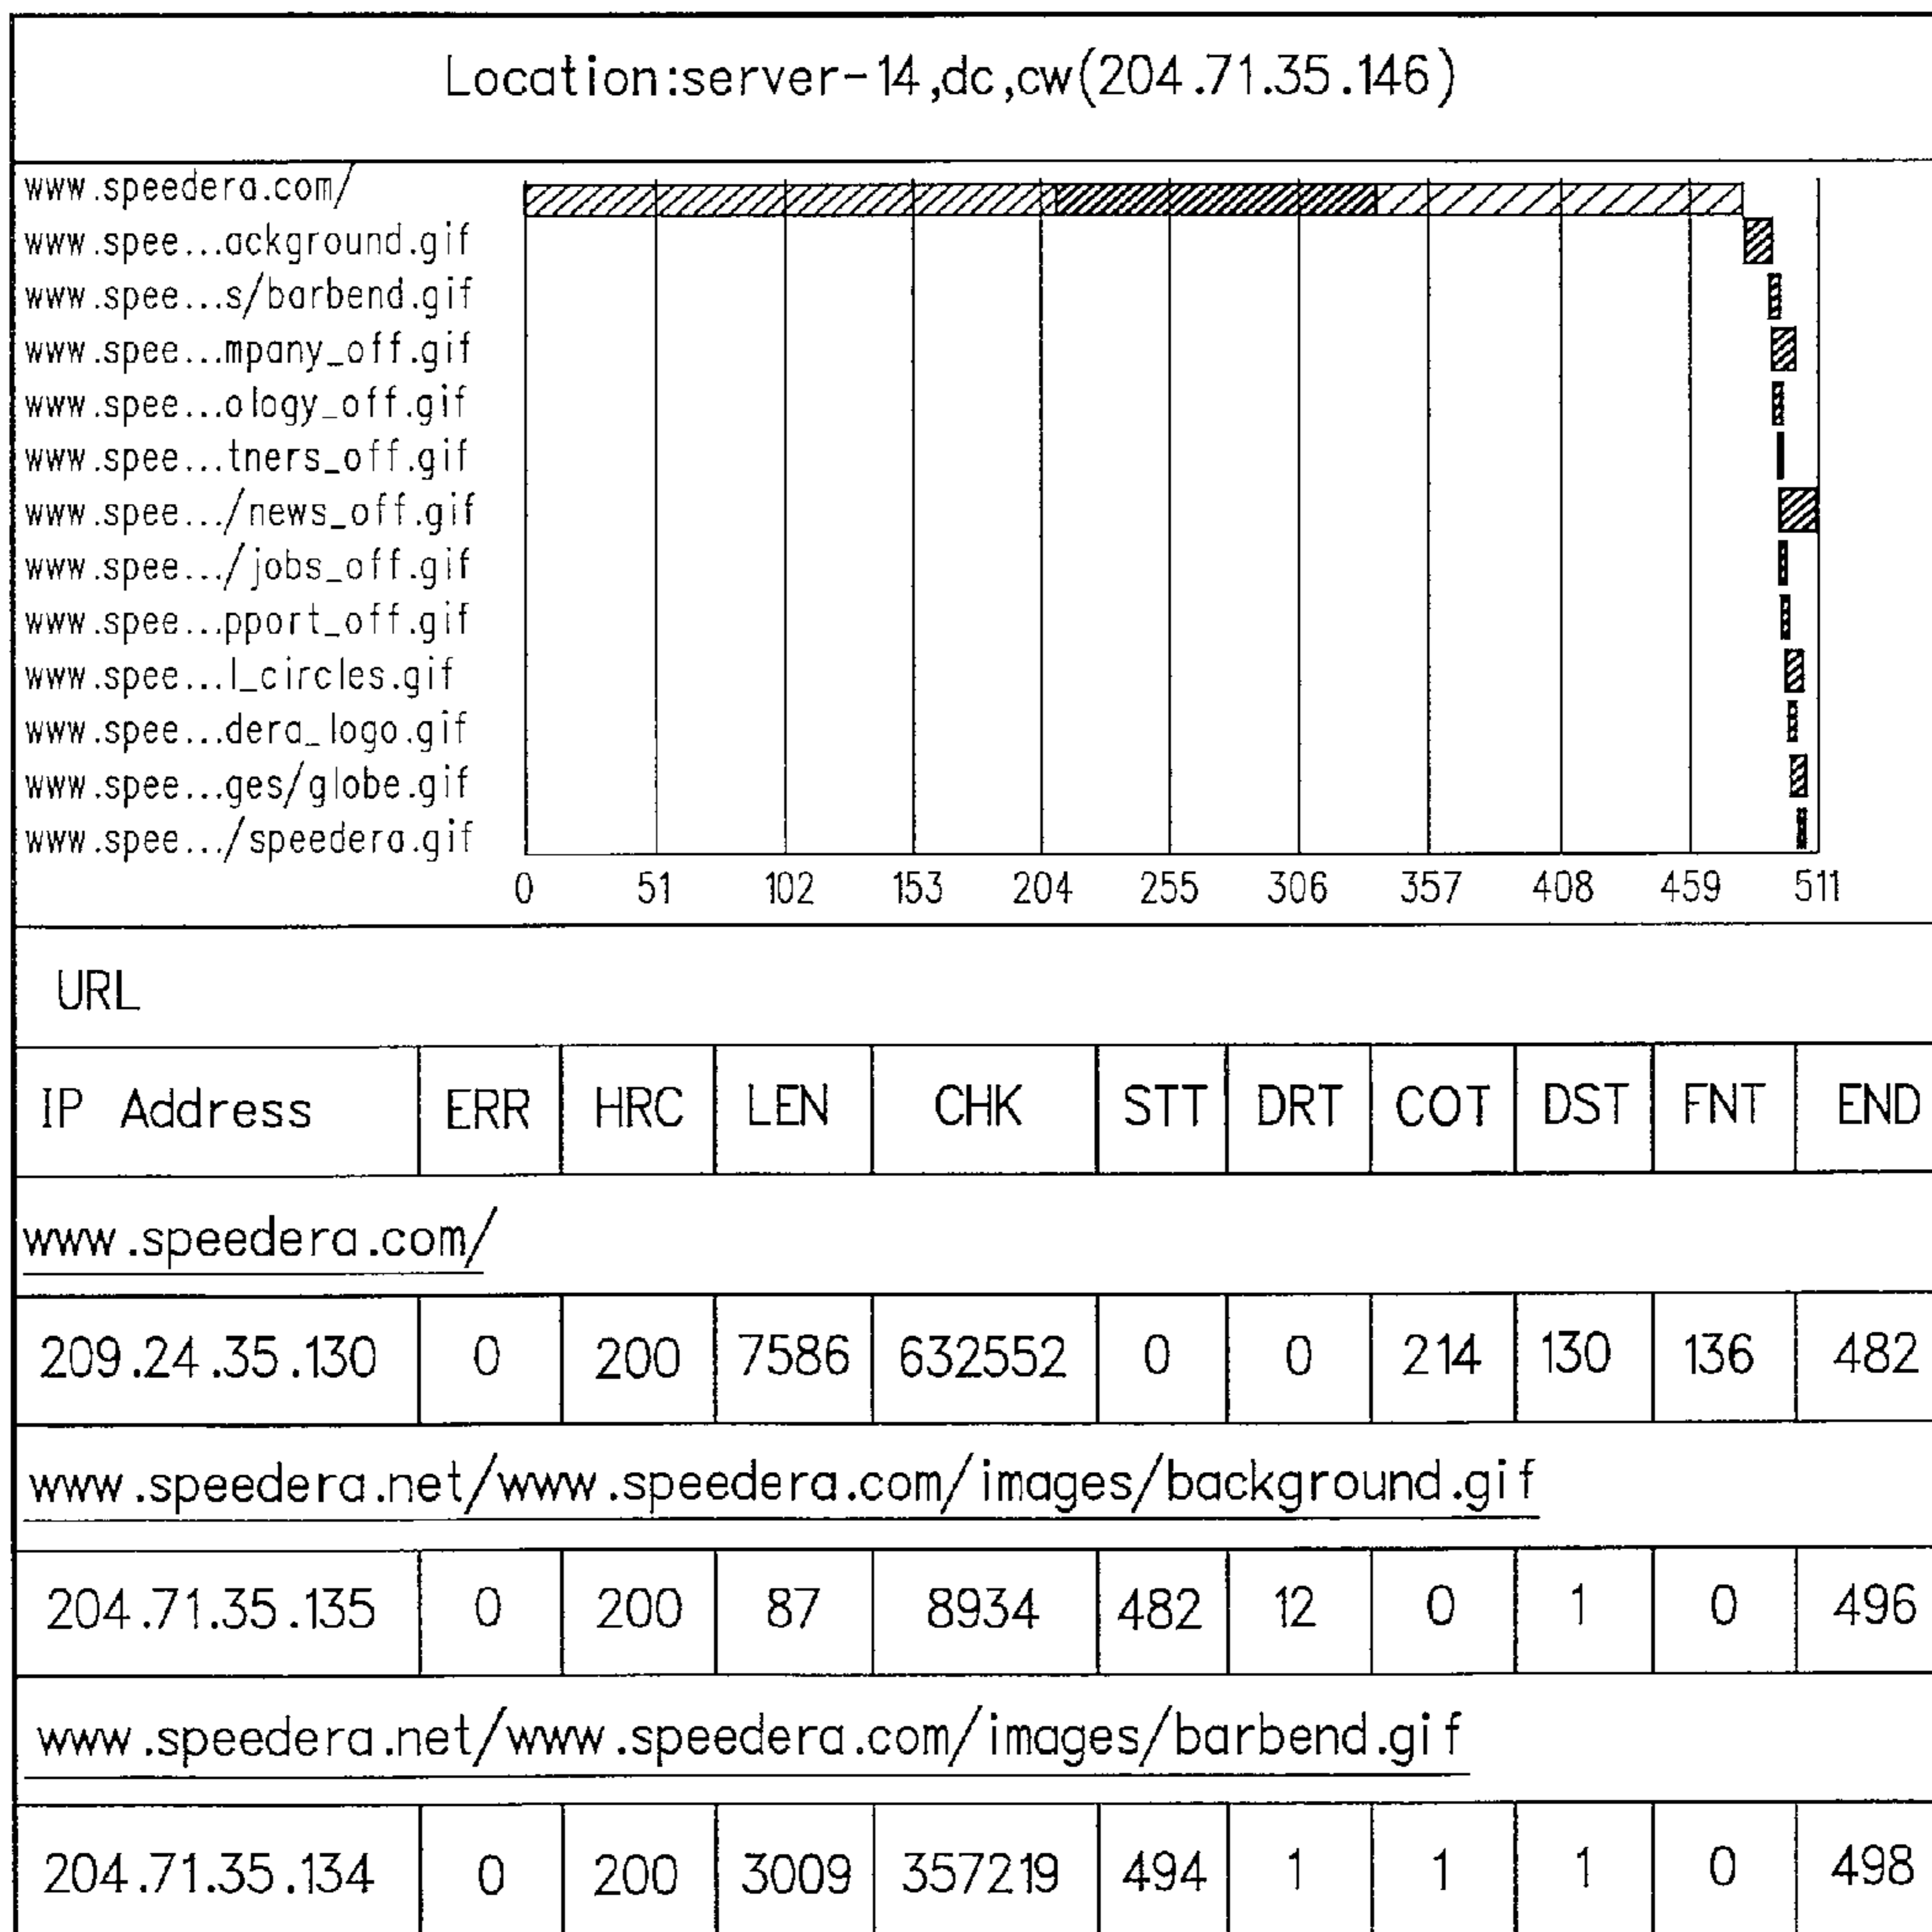 Location:server-14,dc,cw(204.71.35.146)
www.speedera.com/
www.spee...ackground.gif
www.spee...s/barbend.gif
www.spee...mpany_off.gif
www.spee...ology_off.gif
www.spee...tners_off.gif
www.spee.../news_off.gif
www.spee.../jobs_off.gif
www.spee...pport_off.gif
www.spee...l_circles.gif
www.spee...dera_logo.gif
www.spee...ges/globe.gif
www.spee.../speedera.gif
0 51 102 153 204 255 306 357 408 459 511
URL
IP Address ERR HRC LEN CHK STT DRT COT DST FNT END
www.speedera.com/
209.24.35.130 0 200 7586 632552 0 0 214 130 136 482
www.speedera.net/www.speedera.com/images/background.gif
204.71.35.135 0 200 87 8934 482 12 0 1 0 496
www.speedera.net/www.speedera.com/images/barbend.gif
204.71.35.134 0 200 3009 357219 494 1 1 1 0 498